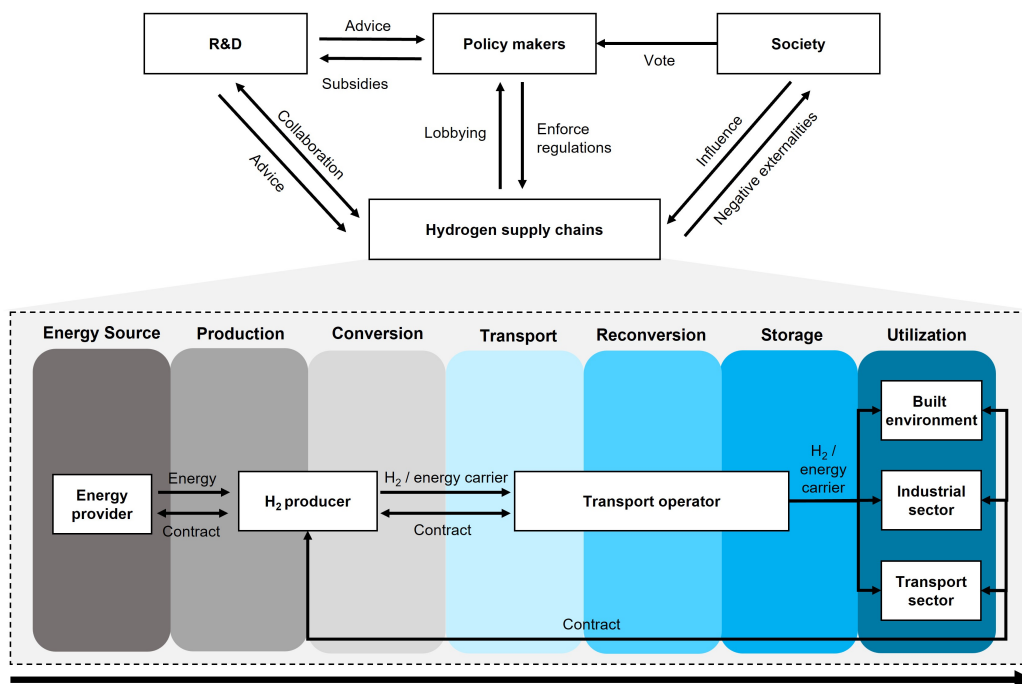 R&D
Advice
Policy makers
Society
Subsidies
Vote
Collaboration
Advice
Lobbying
Enforce
regulations
Influence
Negative externalities
Hydrogen supply chains
Energy Source
Production
Conversion
Transport
Reconversion
Storage
Utilization
Built
environment
H₂ /
energy
carrier
Energy
H₂ / energy carrier
Energy
provider
H₂ producer
Transport operator
Industrial
sector
Contract
Contract
Transport
sector
Contract